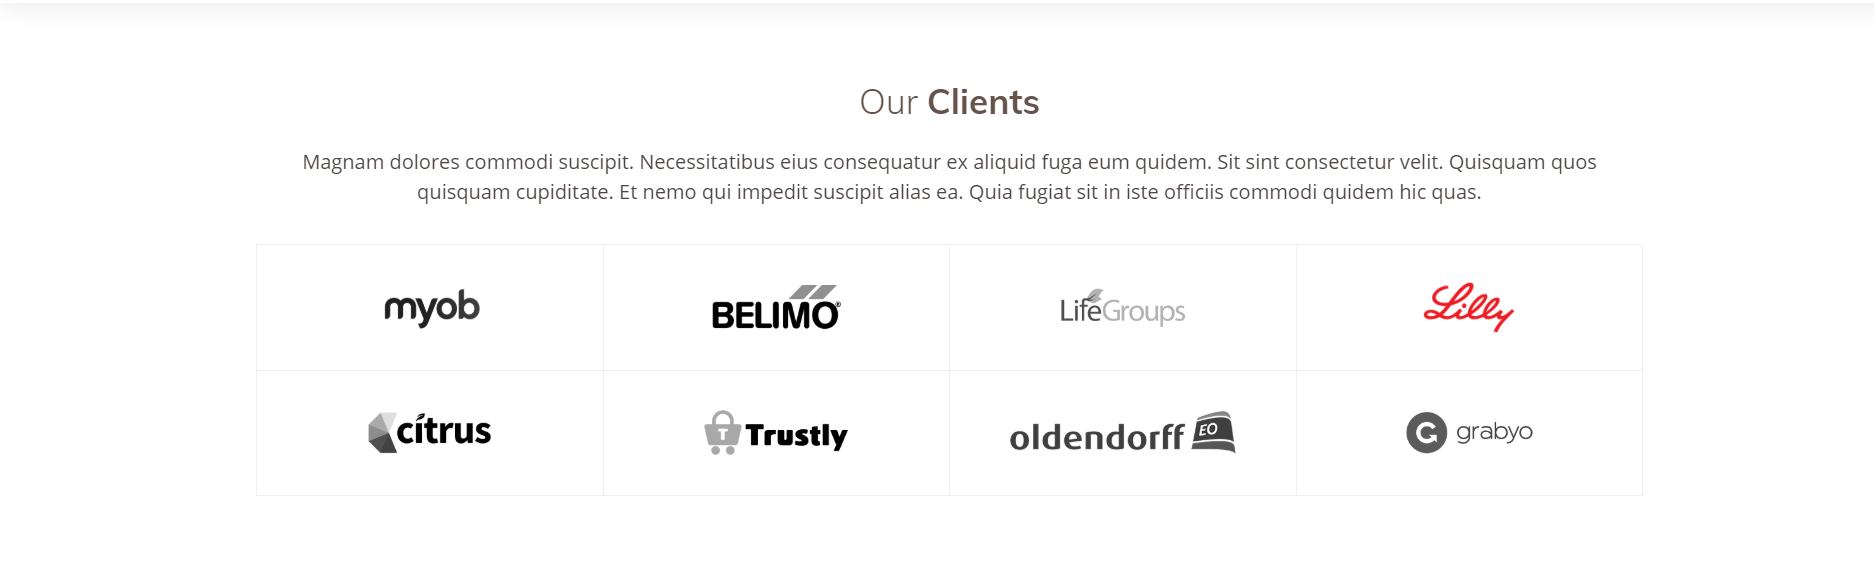 Our Clients
Magnam dolores commodi suscipit. Necessitatibus eius consequatur ex aliquid fuga eum quidem. Sit sint consectetur velit. Quisquam quos
quisquam cupiditate. Et nemo qui impedit suscipit alias ea. Quia fugiat sit in iste officiis commodi quidem hic quas.
myob
BELIMO®
LifeGroups
Lilly
citrus
T Trustly
oldendorff EO
G grabyo